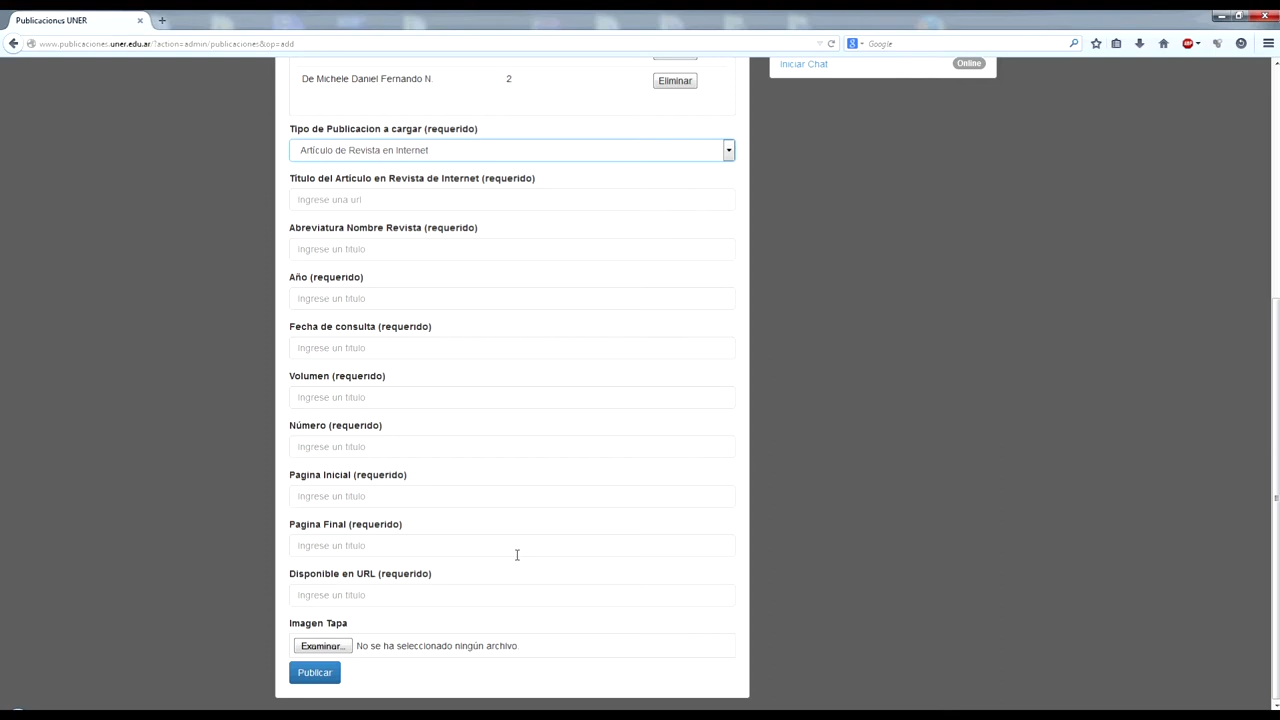 Publicaciones UNER
www.publicaciones.uner.edu.ar/?action=admin/publicaciones&op=add
Google
Iniciar Chat
Online
De Michele Daniel Fernando N.
2
Eliminar
Tipo de Publicacion a cargar (requerido)
Artículo de Revista en Internet
Título del Artículo en Revista de Internet (requerido)
Ingrese una url
Abreviatura Nombre Revista (requerido)
Ingrese un titulo
Año (requerido)
Ingrese un titulo
Fecha de consulta (requerido)
Ingrese un titulo
Volumen (requerido)
Ingrese un titulo
Número (requerido)
Ingrese un titulo
Pagina Inicial (requerido)
Ingrese un titulo
Pagina Final (requerido)
Ingrese un titulo
Disponible en URL (requerido)
Ingrese un titulo
Imagen Tapa
Examinar... No se ha seleccionado ningún archivo.
Publicar